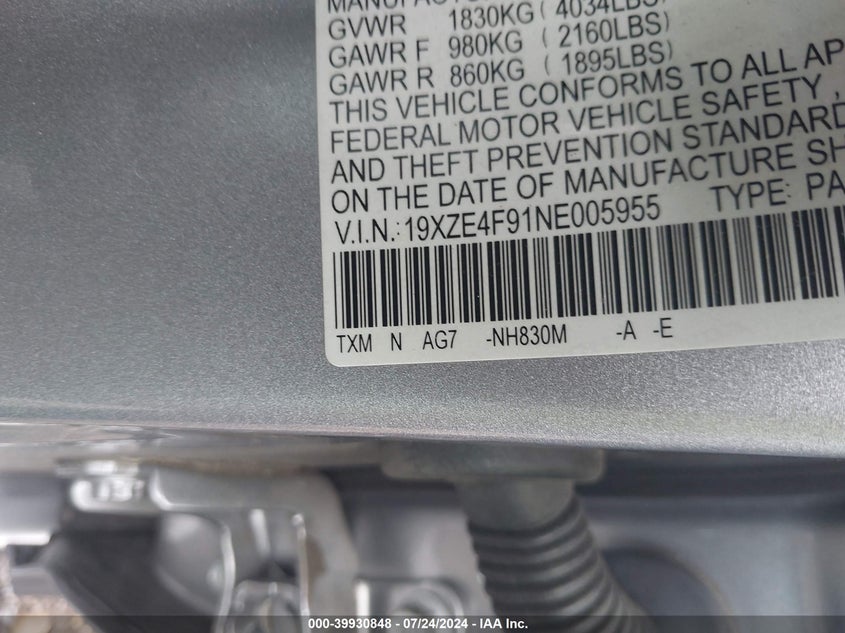 MANUFACTUR
GVWR 1830KG ( 4034LBS)
GAWR F 980KG ( 2160LBS)
GAWR R 860KG ( 1895LBS)
THIS VEHICLE CONFORMS TO ALL AP
FEDERAL MOTOR VEHICLE SAFETY,
AND THEFT PREVENTION STANDARD
ON THE DATE OF MANUFACTURE SH
V.I.N.: 19XZE4F91NE005955 TYPE: PA
TXM N AG7 -NH830M -A -E
000-39930848 - 07/24/2024 - IAA Inc.